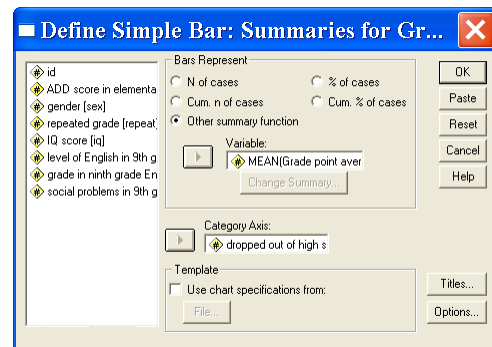 Define Simple Bar: Summaries for Gr...
id
ADD score in elementa
gender [sex]
repeated grade [repeat]
IQ score [iq]
level of English in 9th g
grade in ninth grade En
social problems in 9th g
Bars Represent
N of cases
% of cases
Cum. n of cases
Cum. % of cases
Other summary function
Variable:
MEAN(Grade point aver
Change Summary...
Category Axis:
dropped out of high s
Template
Use chart specifications from:
File...
OK
Paste
Reset
Cancel
Help
Titles...
Options...